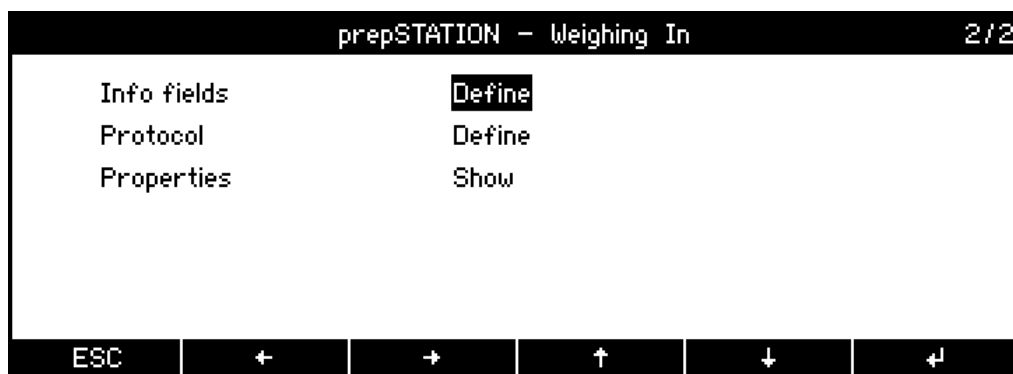 prepSTATION – Weighing In 2/2
Info fields Define
Protocol Define
Properties Show
ESC ← → ↑ ↓ ↵